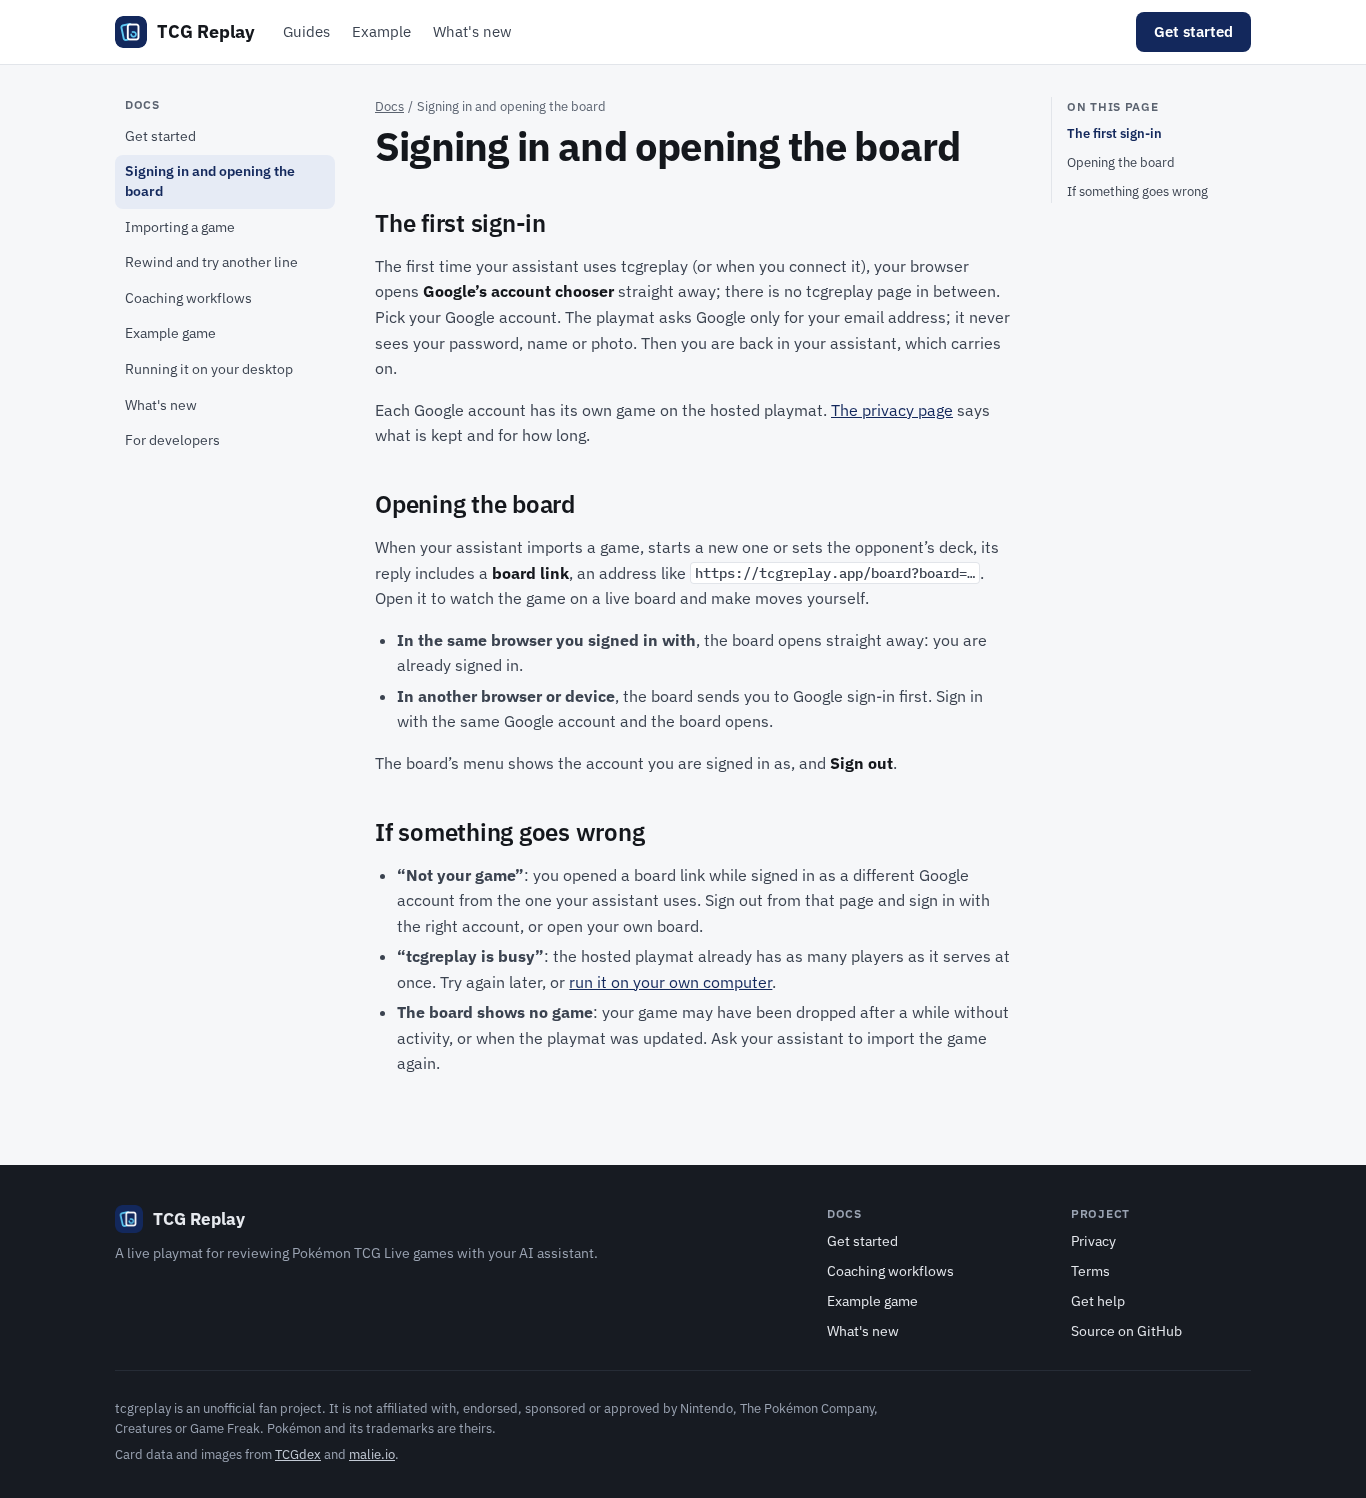 TCG Replay
Guides
Example
What's new
Get started
DOCS
Get started
Signing in and opening the
board
Importing a game
Rewind and try another line
Coaching workflows
Example game
Running it on your desktop
What's new
For developers
Docs / Signing in and opening the board
Signing in and opening the board
The first sign-in
The first time your assistant uses tcgreplay (or when you connect it), your browser
opens Google’s account chooser straight away; there is no tcgreplay page in between.
Pick your Google account. The playmat asks Google only for your email address; it never
sees your password, name or photo. Then you are back in your assistant, which carries
on.
Each Google account has its own game on the hosted playmat. The privacy page says
what is kept and for how long.
Opening the board
When your assistant imports a game, starts a new one or sets the opponent’s deck, its
reply includes a board link, an address like https://tcgreplay.app/board?board=….
Open it to watch the game on a live board and make moves yourself.
• In the same browser you signed in with, the board opens straight away: you are
already signed in.
• In another browser or device, the board sends you to Google sign-in first. Sign in
with the same Google account and the board opens.
The board’s menu shows the account you are signed in as, and Sign out.
If something goes wrong
• “Not your game”: you opened a board link while signed in as a different Google
account from the one your assistant uses. Sign out from that page and sign in with
the right account, or open your own board.
• “tcgreplay is busy”: the hosted playmat already has as many players as it serves at
once. Try again later, or run it on your own computer.
• The board shows no game: your game may have been dropped after a while without
activity, or when the playmat was updated. Ask your assistant to import the game
again.
ON THIS PAGE
The first sign-in
Opening the board
If something goes wrong
TCG Replay
A live playmat for reviewing Pokémon TCG Live games with your AI assistant.
DOCS
Get started
Coaching workflows
Example game
What's new
PROJECT
Privacy
Terms
Get help
Source on GitHub
tcgreplay is an unofficial fan project. It is not affiliated with, endorsed, sponsored or approved by Nintendo, The Pokémon Company,
Creatures or Game Freak. Pokémon and its trademarks are theirs.
Card data and images from TCGdex and malie.io.